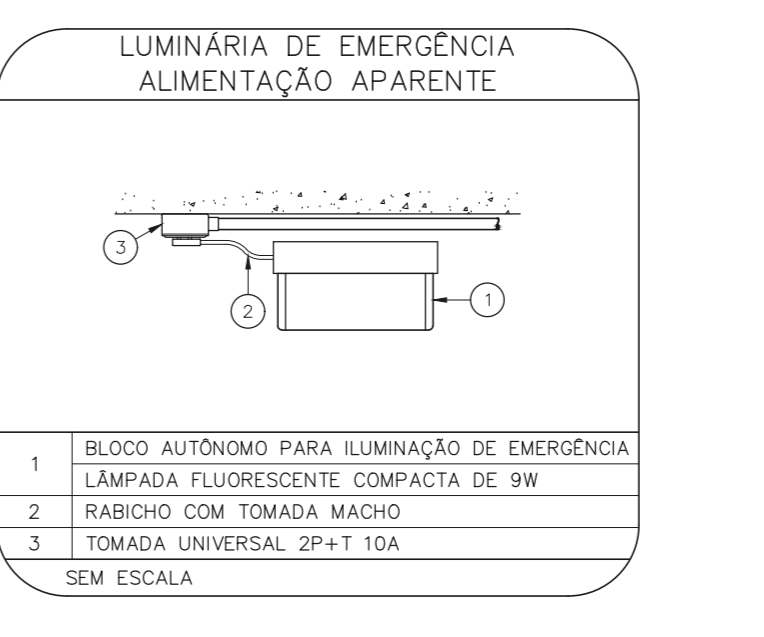 LUMINÁRIA DE EMERGÊNCIA
ALIMENTAÇÃO APARENTE
3
2
1
1
BLOCO AUTÔNOMO PARA ILUMINAÇÃO DE EMERGÊNCIA
LÂMPADA FLUORESCENTE COMPACTA DE 9W
2 RABICHO COM TOMADA MACHO
3 TOMADA UNIVERSAL 2P+T 10A
SEM ESCALA